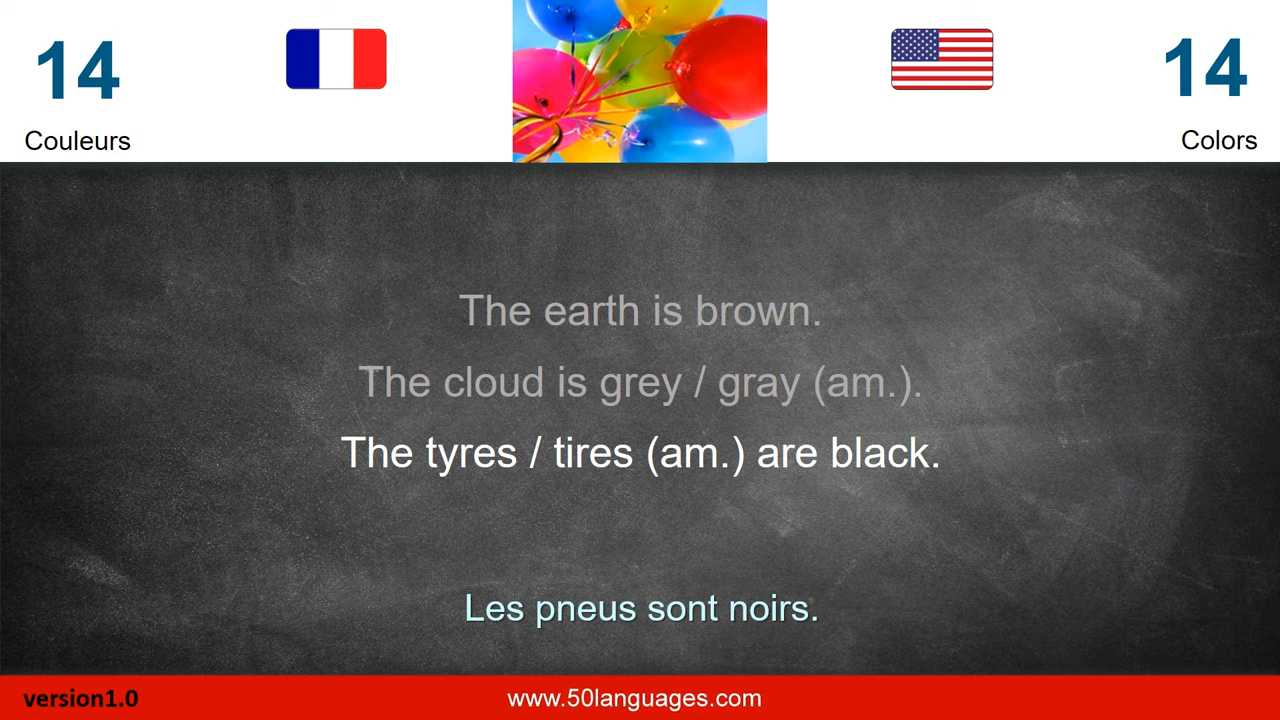 14
14
Couleurs
Colors
The earth is brown.
The cloud is grey / gray (am.).
The tyres / tires (am.) are black.
Les pneus sont noirs.
version1.0
www.50languages.com